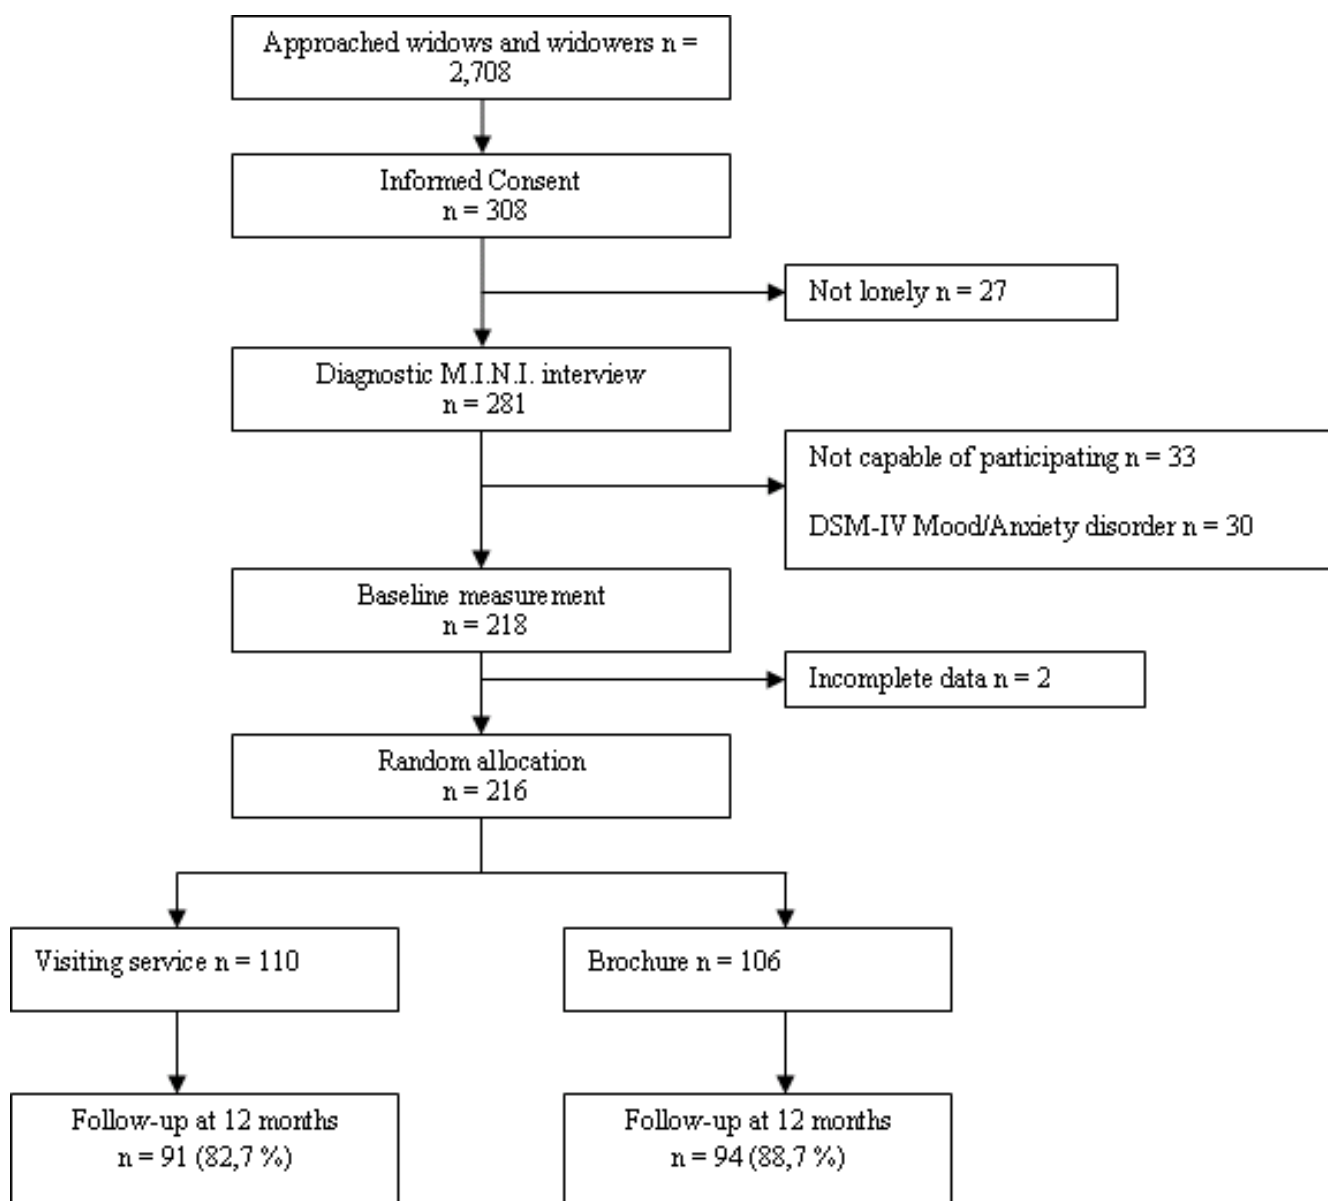 Approached widows and widowers n =
2,708
Informed Consent
n = 308
Not lonely n = 27
Diagnostic M.I.N.I. interview
n = 281
Not capable of participating n = 33
DSM-IV Mood/Anxiety disorder n = 30
Baseline measurement
n = 218
Incomplete data n = 2
Random allocation
n = 216
Visiting service n = 110
Brochure n = 106
Follow-up at 12 months
n = 91 (82,7 %)
Follow-up at 12 months
n = 94 (88,7 %)